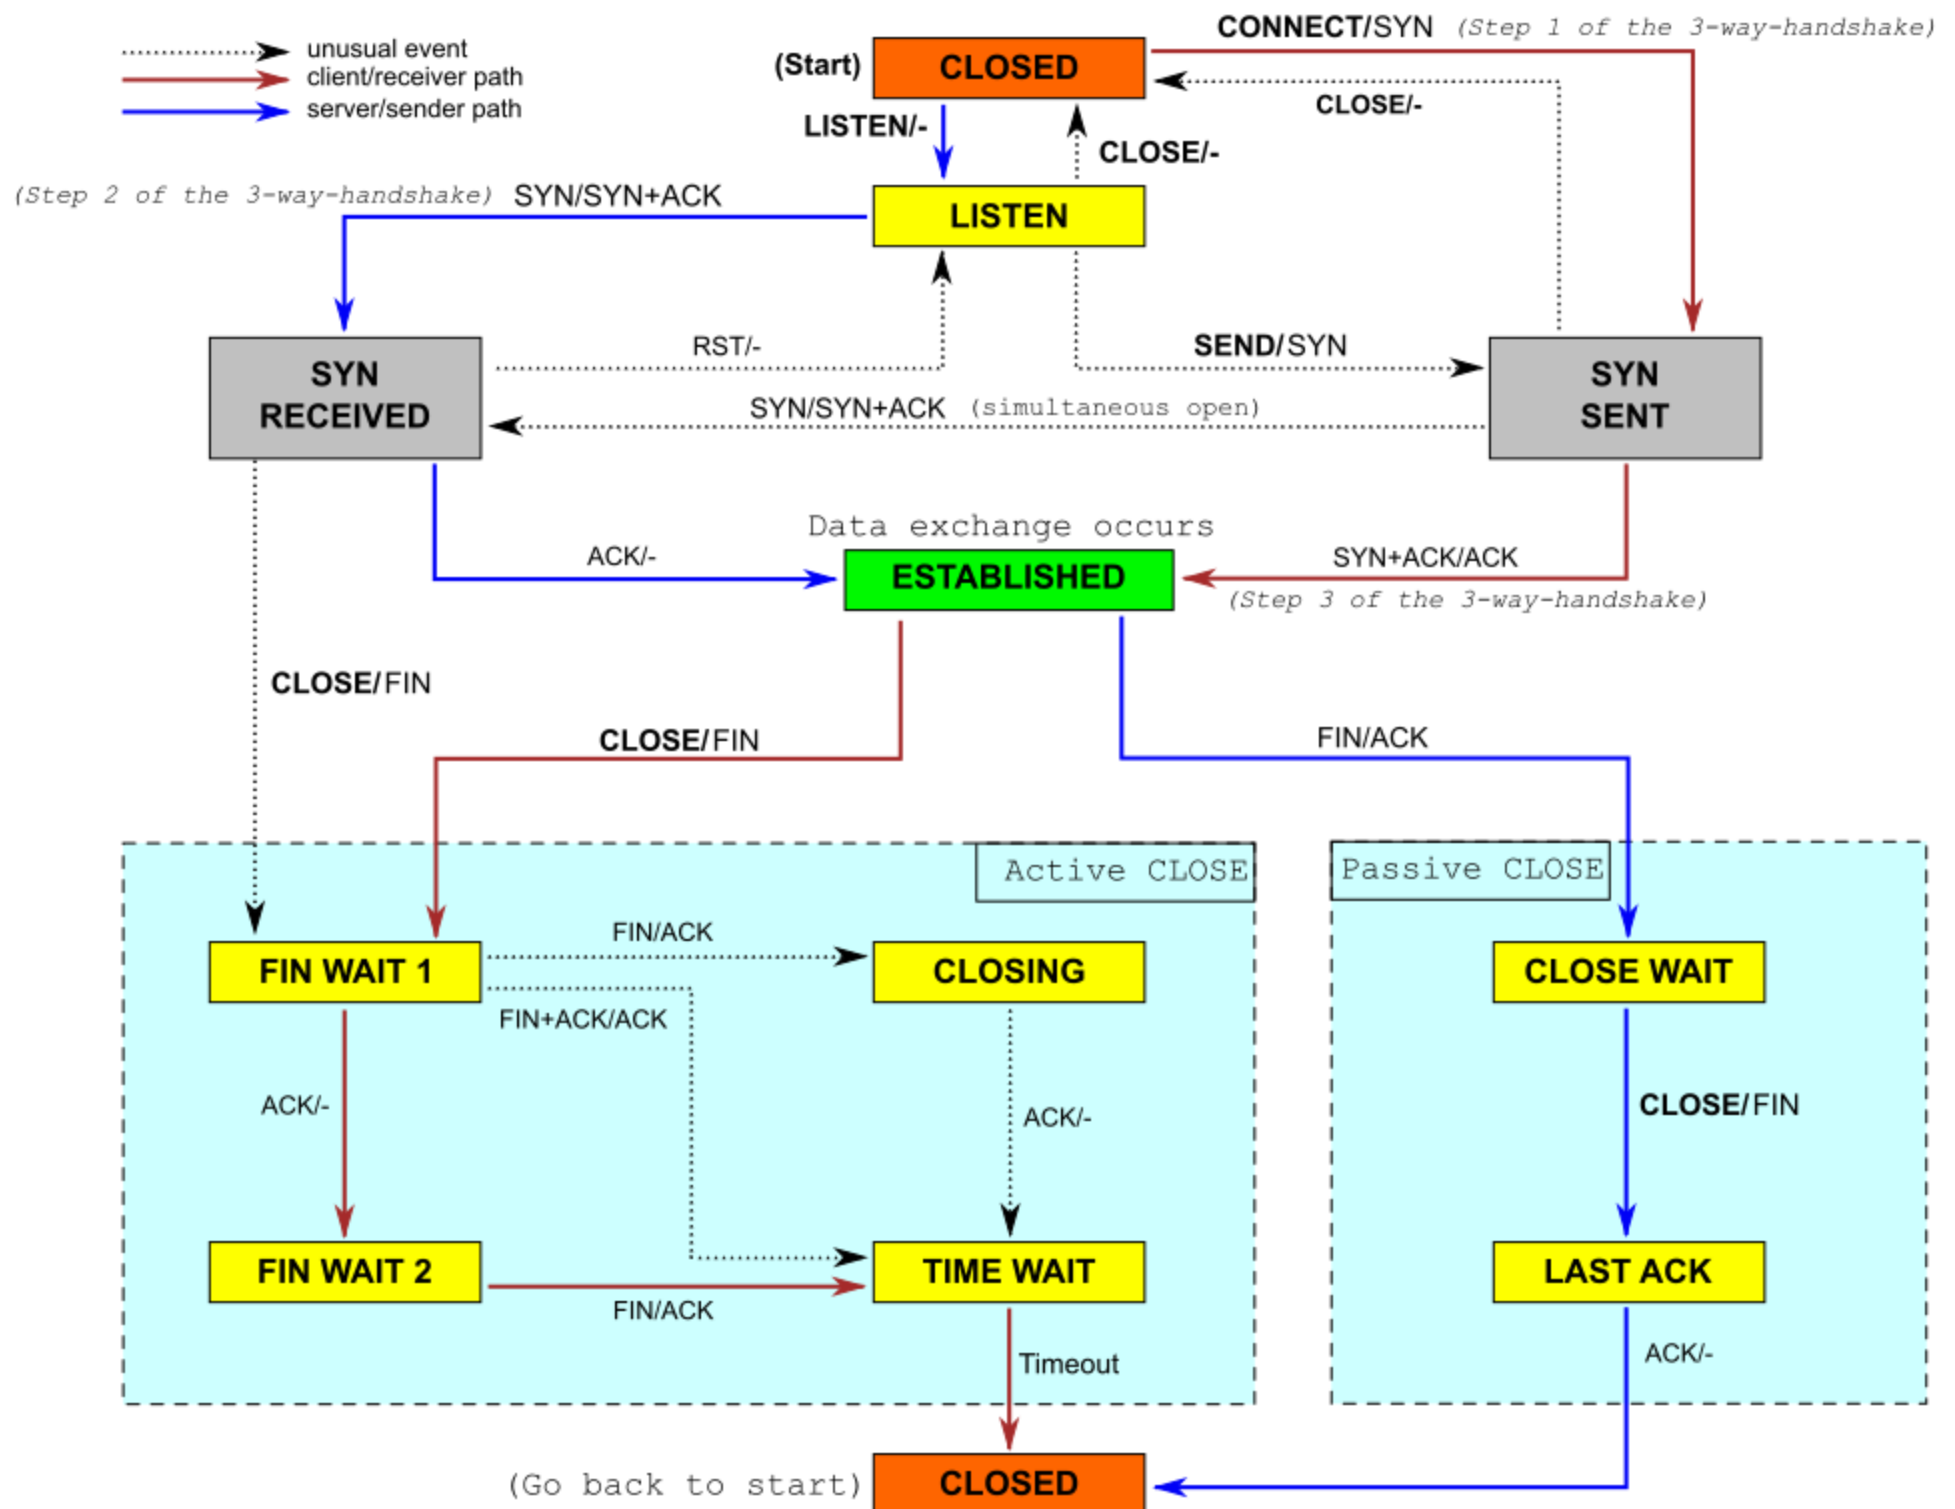 CONNECT/SYN (Step 1 of the 3-way-handshake)
unusual event
client/receiver path
server/sender path
(Start)
CLOSED
CLOSE/-
LISTEN/-
CLOSE/-
(Step 2 of the 3-way-handshake) SYN/SYN+ACK
LISTEN
RST/-
SEND/SYN
SYN
RECEIVED
SYN
SENT
SYN/SYN+ACK (simultaneous open)
Data exchange occurs
ACK/-
ESTABLISHED
SYN+ACK/ACK
(Step 3 of the 3-way-handshake)
CLOSE/FIN
CLOSE/FIN
FIN/ACK
Active CLOSE
Passive CLOSE
FIN/ACK
FIN WAIT 1
CLOSING
CLOSE WAIT
FIN+ACK/ACK
ACK/-
ACK/-
CLOSE/FIN
FIN WAIT 2
TIME WAIT
LAST ACK
FIN/ACK
Timeout
ACK/-
(Go back to start)
CLOSED